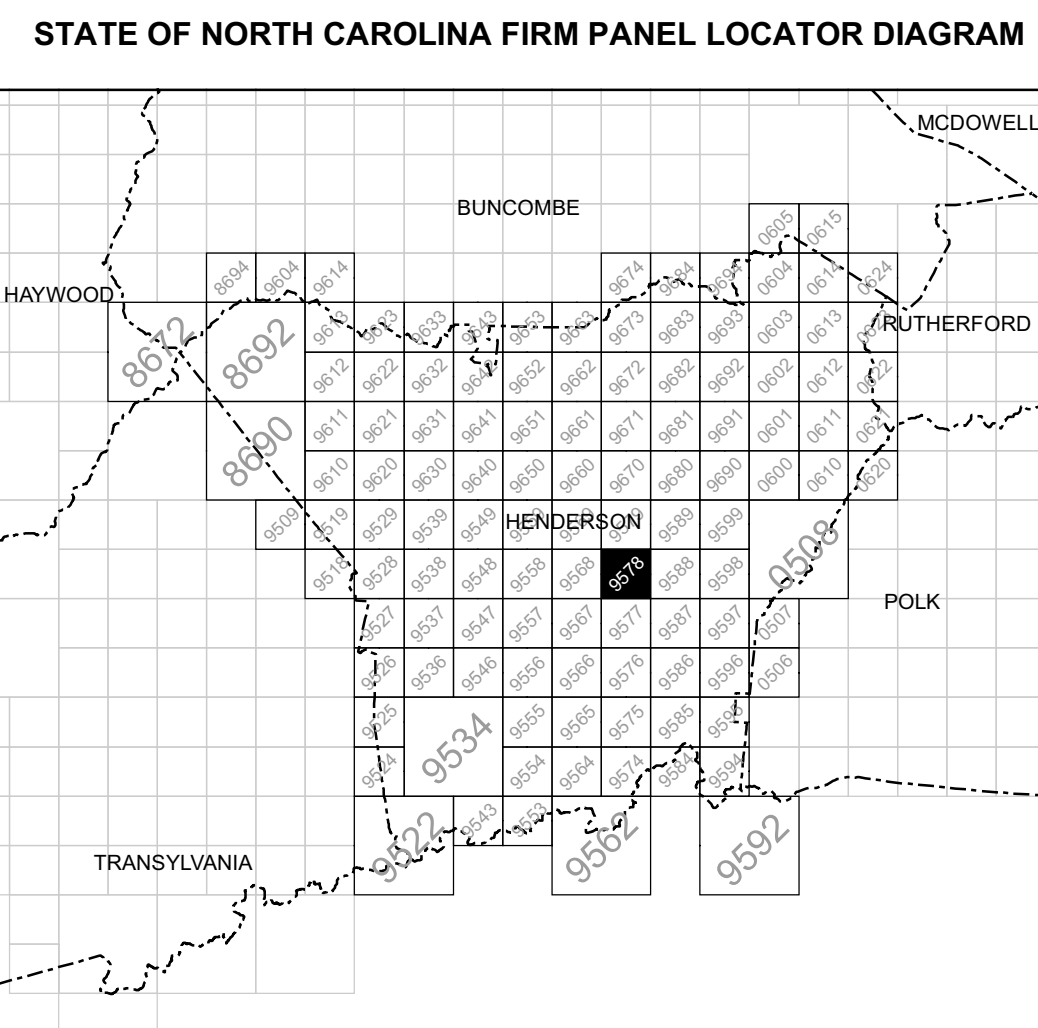 STATE OF NORTH CAROLINA FIRM PANEL LOCATOR DIAGRAM
MCDOWELL
BUNCOMBE
0605 0615
8694 9604 9614 9674 9684 9694 0604 0614 0624
HAYWOOD
8672 8692 9613 9623 9633 9643 9653 9663 9673 9683 9693 0603 0613 0623
RUTHERFORD
9612 9622 9632 9642 9652 9662 9672 9682 9692 0602 0612 0622
8690 9611 9621 9631 9641 9651 9661 9671 9681 9691 0601 0611 0621
9610 9620 9630 9640 9650 9660 9670 9680 9690 0600 0610 0620
9509 9519 9529 9539 9549 9559 9569 9579 9589 9599 0508
HENDERSON
9518 9528 9538 9548 9558 9568 9578 9588 9598
POLK
9527 9537 9547 9557 9567 9577 9587 9597 0507
9526 9536 9546 9556 9566 9576 9586 9596 0506
9525 9534 9555 9565 9575 9585 9595
9524 9554 9564 9574 9584 9594
9522 9543 9553 9562 9592
TRANSYLVANIA